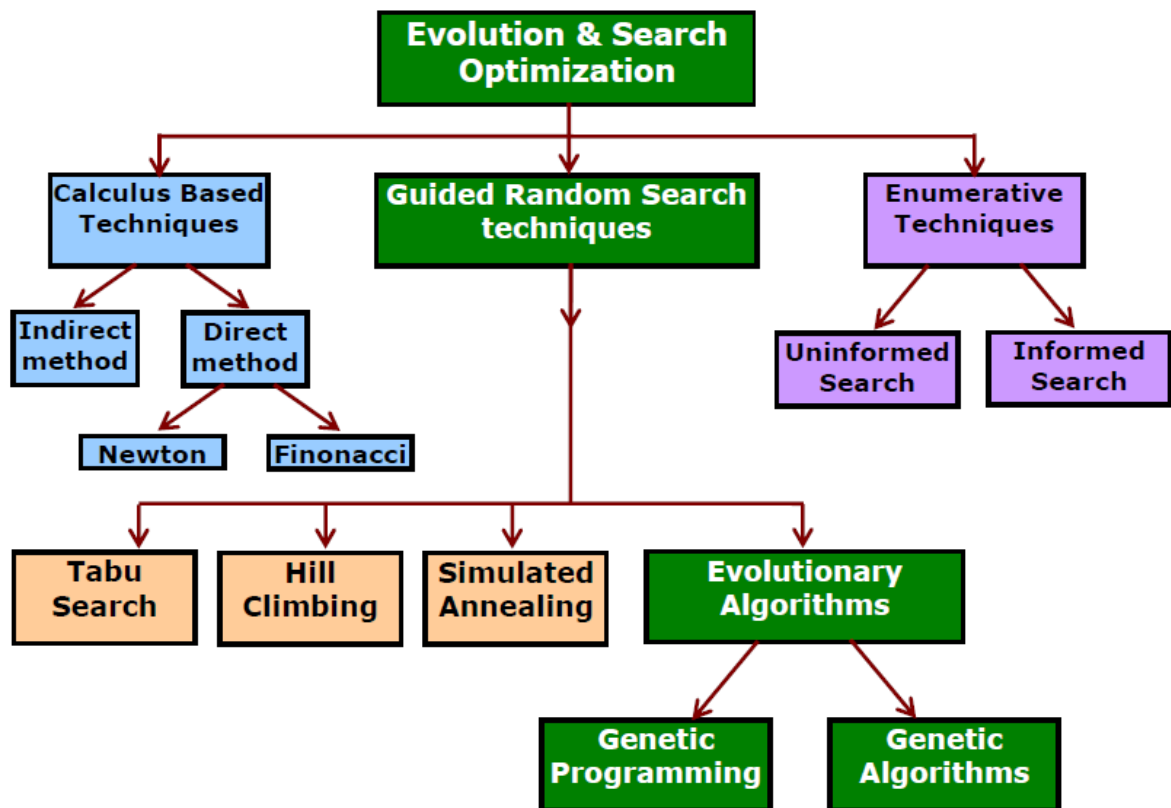 Evolution & Search
Optimization
Calculus Based
Techniques
Guided Random Search
techniques
Enumerative
Techniques
Indirect
method
Direct
method
Uninformed
Search
Informed
Search
Newton
Finonacci
Tabu
Search
Hill
Climbing
Simulated
Annealing
Evolutionary
Algorithms
Genetic
Programming
Genetic
Algorithms